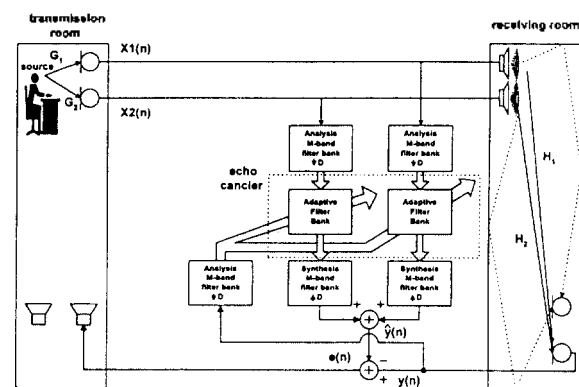 transmission
room
receiving room
X1(n)
G1
source
G2
X2(n)
Analysis
M-band
filter bank
D
Analysis
M-band
filter bank
D
echo
cancler
Adaptive
Filter
Bank
Adaptive
Filter
Bank
H1
H2
Analysis
M-band
filter bank
D
Synthesis
M-band
filter bank
D
Synthesis
M-band
filter bank
D
+
+
+
ŷ(n)
e(n)
−
+
+
y(n)